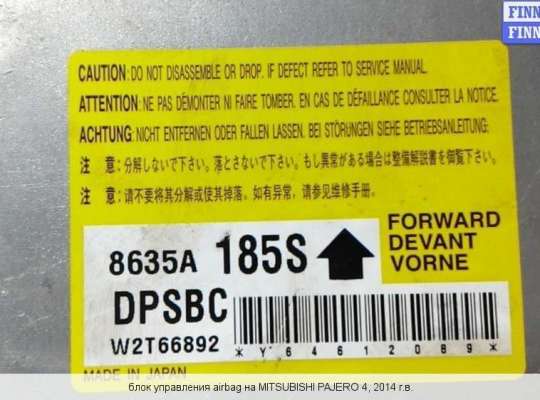 FINN
FINN
CAUTION: DO NOT DISASSEMBLE OR DROP. IF DEFECT REFER TO SERVICE MANUAL.
ATTENTION: NE PAS DÉMONTER NI FAIRE TOMBER. EN CAS DE DÉFAILLANCE CONSULTER LA NOTICE.
ACHTUNG: NICHT ENTFERNEN ODER FALLEN LASSEN. BEI STÖRUNGEN SIEHE BETRIEBSANLEITUNG.
注 意:分解しないで下さい。落とさないで下さい。もし異常がある場合は整備解説書を御覧下さい。
注 意:请不要将其分解或使其掉落。如有异常，请参见维修手册。
8635A 185S
FORWARD
DEVANT
VORNE
DPSBC
W2T66892
*Y64612089*
MADE IN JAPAN
блок управления airbag на MITSUBISHI PAJERO 4, 2014 г.в.